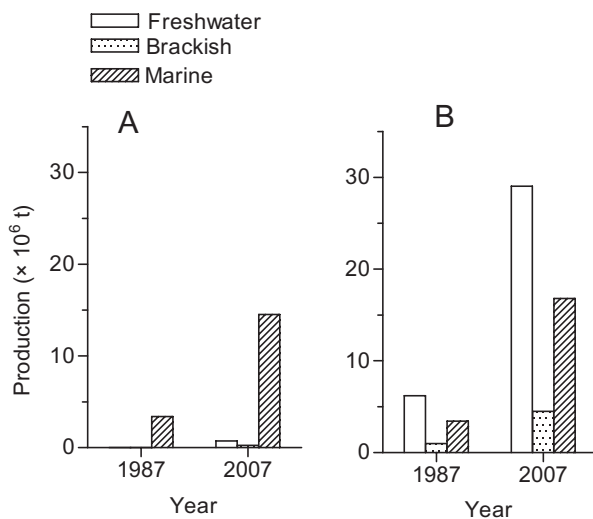 Freshwater
Brackish
Marine
A
B
Production (× 10⁶ t)
30
20
10
0
1987 2007
Year
30
20
10
0
1987 2007
Year